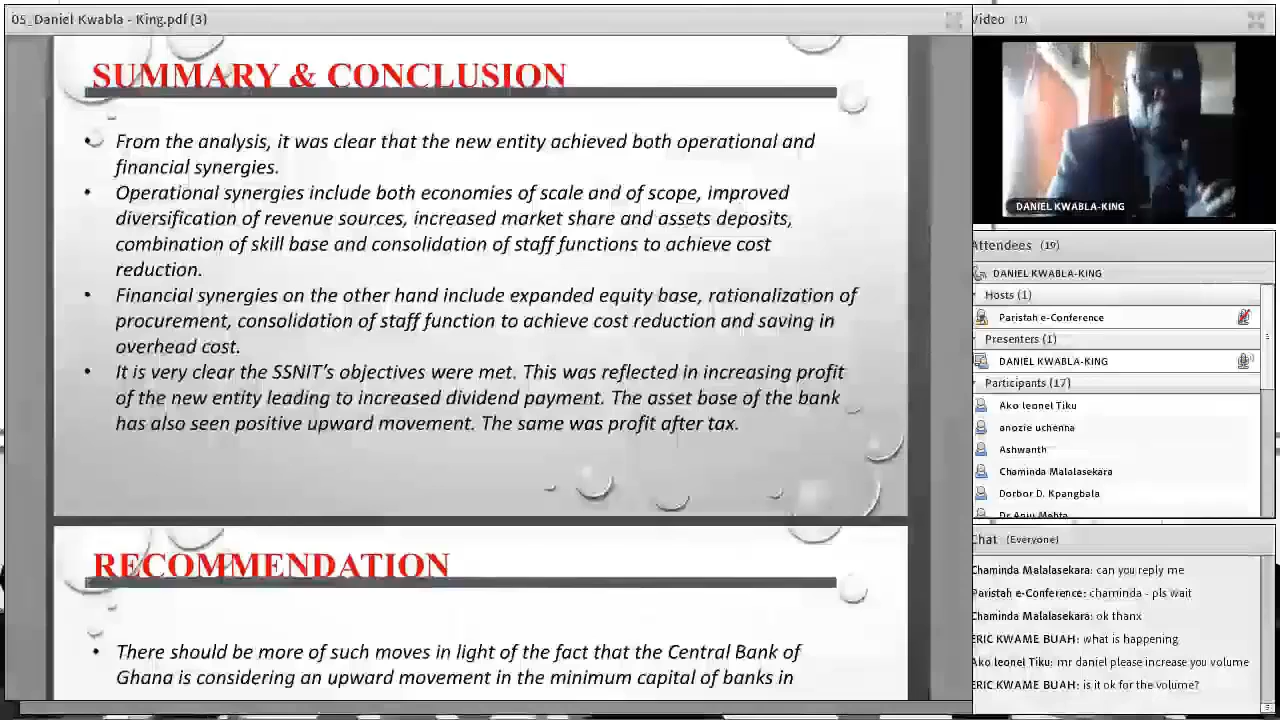 05_Daniel Kwabla - King.pdf (3)
SUMMARY & CONCLUSION
• From the analysis, it was clear that the new entity achieved both operational and
financial synergies.
• Operational synergies include both economies of scale and of scope, improved
diversification of revenue sources, increased market share and assets deposits,
combination of skill base and consolidation of staff functions to achieve cost
reduction.
• Financial synergies on the other hand include expanded equity base, rationalization of
procurement, consolidation of staff function to achieve cost reduction and saving in
overhead cost.
• It is very clear the SSNIT's objectives were met. This was reflected in increasing profit
of the new entity leading to increased dividend payment. The asset base of the bank
has also seen positive upward movement. The same was profit after tax.
RECOMMENDATION
• There should be more of such moves in light of the fact that the Central Bank of
Ghana is considering an upward movement in the minimum capital of banks in
Video (1)
DANIEL KWABLA-KING
Attendees (19)
DANIEL KWABLA-KING
Hosts (1)
Paristah e-Conference
Presenters (1)
DANIEL KWABLA-KING
Participants (17)
Ako leonel Tiku
anozie uchenna
Ashwanth
Chaminda Malalasekara
Dorbor D. Kpangbala
Dr Anju Mehta
Chat (Everyone)
Chaminda Malalasekara: can you reply me
Paristah e-Conference: chaminda - pls wait
Chaminda Malalasekara: ok thanx
ERIC KWAME BUAH: what is happening
Ako leonel Tiku: mr daniel please increase you volume
ERIC KWAME BUAH: is it ok for the volume?